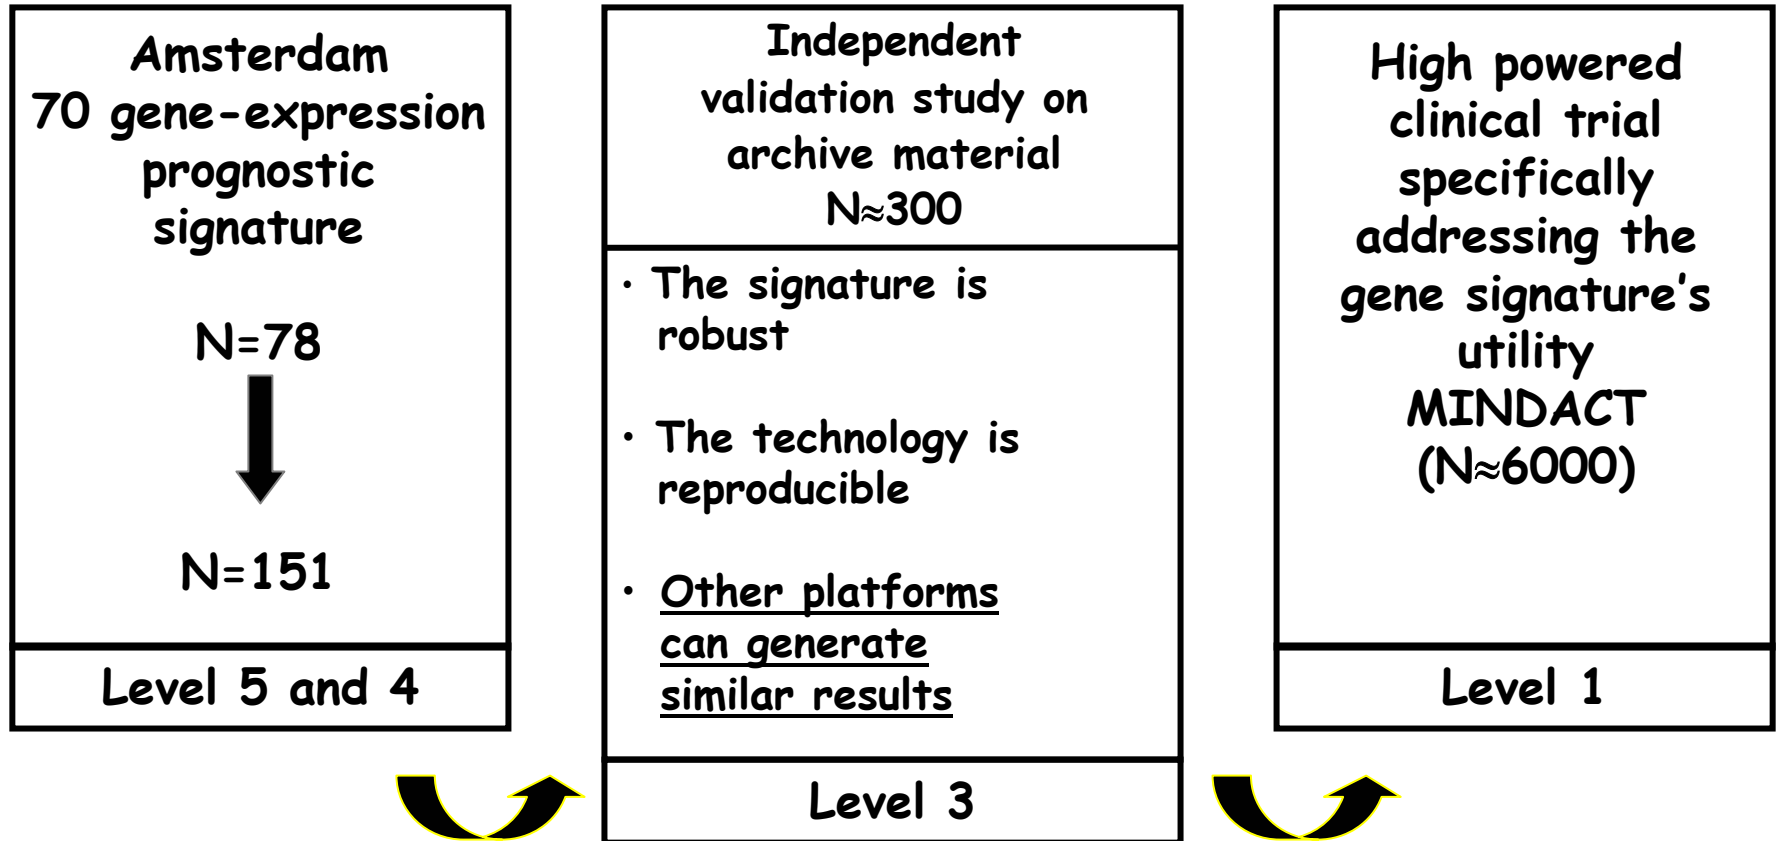 Amsterdam
70 gene-expression
prognostic
signature
N=78
N=151
Level 5 and 4
Independent
validation study on
archive material
N≈300
· The signature is
robust
· The technology is
reproducible
· Other platforms
can generate
similar results
Level 3
High powered
clinical trial
specifically
addressing the
gene signature's
utility
MINDACT
(N≈6000)
Level 1